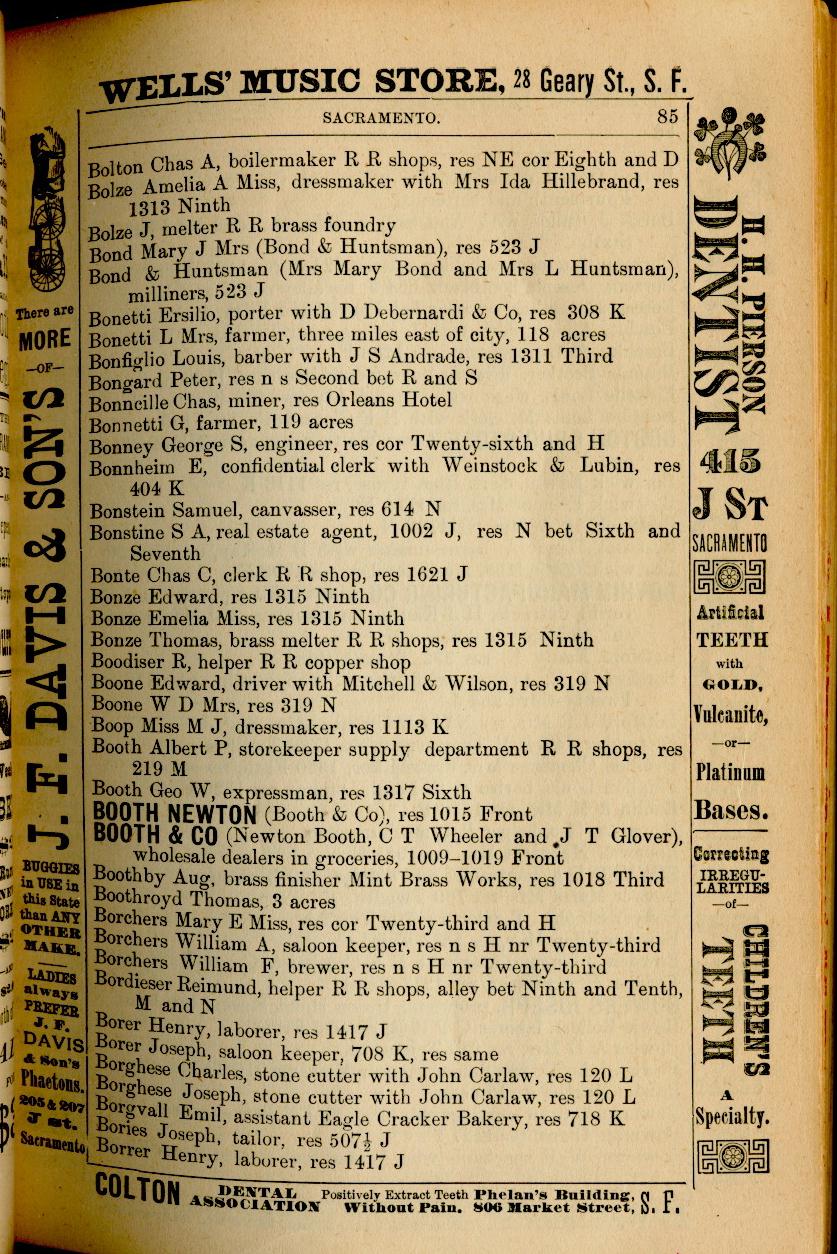 WELLS' MUSIC STORE, 28 Geary St., S. F.
SACRAMENTO. 85
Bolton Chas A, boilermaker R R shops, res NE cor Eighth and D
Bolze Amelia A Miss, dressmaker with Mrs Ida Hillebrand, res
1313 Ninth
Bolze J, melter R R brass foundry
Bond Mary J Mrs (Bond & Huntsman), res 523 J
Bond & Huntsman (Mrs Mary Bond and Mrs L Huntsman),
milliners, 523 J
Bonetti Ersilio, porter with D Debernardi & Co, res 308 K
Bonetti L Mrs, farmer, three miles east of city, 118 acres
Bonfiglio Louis, barber with J S Andrade, res 1311 Third
Bongard Peter, res n s Second bet R and S
Bonncille Chas, miner, res Orleans Hotel
Bonnetti G, farmer, 119 acres
Bonney George S, engineer, res cor Twenty-sixth and H
Bonnheim E, confidential clerk with Weinstock & Lubin, res
404 K
Bonstein Samuel, canvasser, res 614 N
Bonstine S A, real estate agent, 1002 J, res N bet Sixth and
Seventh
Bonte Chas C, clerk R R shop, res 1621 J
Bonze Edward, res 1315 Ninth
Bonze Emelia Miss, res 1315 Ninth
Bonze Thomas, brass melter R R shops, res 1315 Ninth
Boodiser R, helper R R copper shop
Boone Edward, driver with Mitchell & Wilson, res 319 N
Boone W D Mrs, res 319 N
Boop Miss M J, dressmaker, res 1113 K
Booth Albert P, storekeeper supply department R R shops, res
219 M
Booth Geo W, expressman, res 1317 Sixth
BOOTH NEWTON (Booth & Co), res 1015 Front
BOOTH & CO (Newton Booth, C T Wheeler and J T Glover),
wholesale dealers in groceries, 1009–1019 Front
Boothby Aug, brass finisher Mint Brass Works, res 1018 Third
Boothroyd Thomas, 3 acres
Borchers Mary E Miss, res cor Twenty-third and H
Borchers William A, saloon keeper, res n s H nr Twenty-third
Borchers William F, brewer, res n s H nr Twenty-third
Bordieser Reimund, helper R R shops, alley bet Ninth and Tenth,
M and N
Borer Henry, laborer, res 1417 J
Borer Joseph, saloon keeper, 708 K, res same
Borghese Charles, stone cutter with John Carlaw, res 120 L
Borghese Joseph, stone cutter with John Carlaw, res 120 L
Borgvall Emil, assistant Eagle Cracker Bakery, res 718 K
Bories Joseph, tailor, res 507½ J
Borrer Henry, laborer, res 1417 J
There are
MORE
—OF—
J. F. DAVIS & SON'S
BUGGIES
in USE in
this State
than ANY
OTHER
MAKE.
LADIES
always
PREFER
J. F.
DAVIS
& Son's
Phaetons.
205 & 207
J st.
Sacramento
H. H. PIERSON
DENTIST
415
J ST
SACRAMENTO
Artificial
TEETH
with
GOLD,
Vulcanite,
—or—
Platinum
Bases.
Correcting
IRREGU-
LARITIES
—of—
CHILDREN'S
TEETH
A
Specialty.
COLTON DENTAL ASSOCIATION Positively Extract Teeth Without Pain. Phelan's Building, 806 Market Street, S. F.